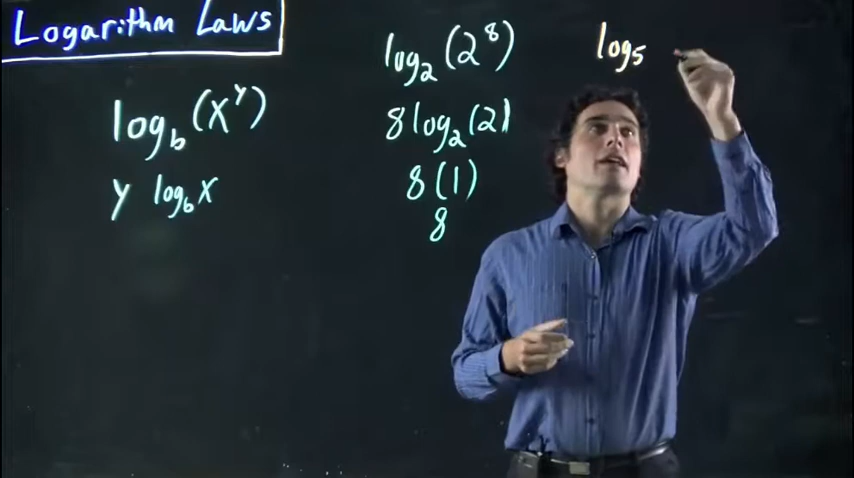 Logarithm Laws
log_b (x^y)
y log_b x
log_2 (2^8)
8 log_2 (2)
8 (1)
8
log_5